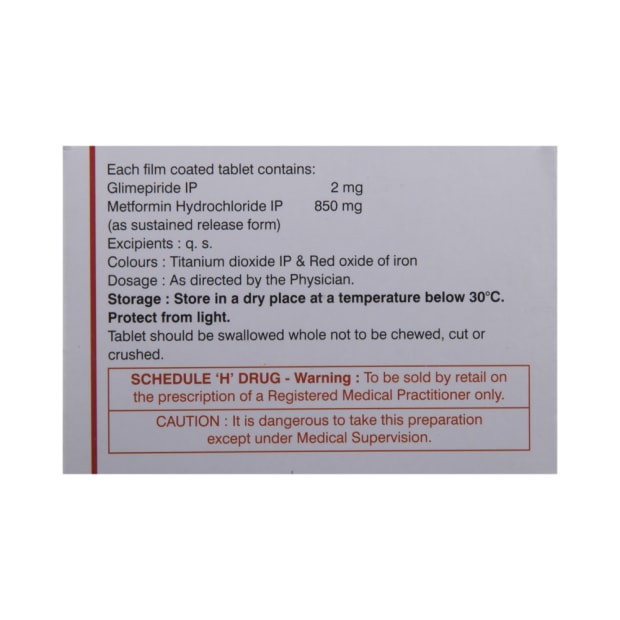 Each film coated tablet contains:
Glimepiride IP 2 mg
Metformin Hydrochloride IP 850 mg
(as sustained release form)
Excipients : q. s.
Colours : Titanium dioxide IP & Red oxide of iron
Dosage : As directed by the Physician.
Storage : Store in a dry place at a temperature below 30°C.
Protect from light.
Tablet should be swallowed whole not to be chewed, cut or
crushed.
SCHEDULE ‘H’ DRUG - Warning : To be sold by retail on
the prescription of a Registered Medical Practitioner only.
CAUTION : It is dangerous to take this preparation
except under Medical Supervision.